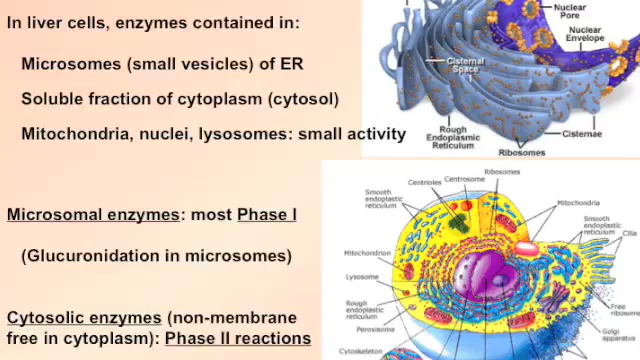 In liver cells, enzymes contained in:
Microsomes (small vesicles) of ER
Soluble fraction of cytoplasm (cytosol)
Mitochondria, nuclei, lysosomes: small activity
Microsomal enzymes: most Phase I
(Glucuronidation in microsomes)
Cytosolic enzymes (non-membrane
free in cytoplasm): Phase II reactions
Nuclear
Pore
Nuclear
Envelope
Cisternal
Space
Rough
Endoplasmic
Reticulum
Cisternae
Ribosomes
Ribosomes
Centrosome
Centrioles
Smooth
endoplasmic
reticulum
Mitochondria
Smooth
endoplasmic
reticulum
Cilia
Mitochondrion
Lysosome
Rough
endoplasmic
reticulum
Peroxisome
Cytoskeleton
Free
ribosome
Golgi
apparatus